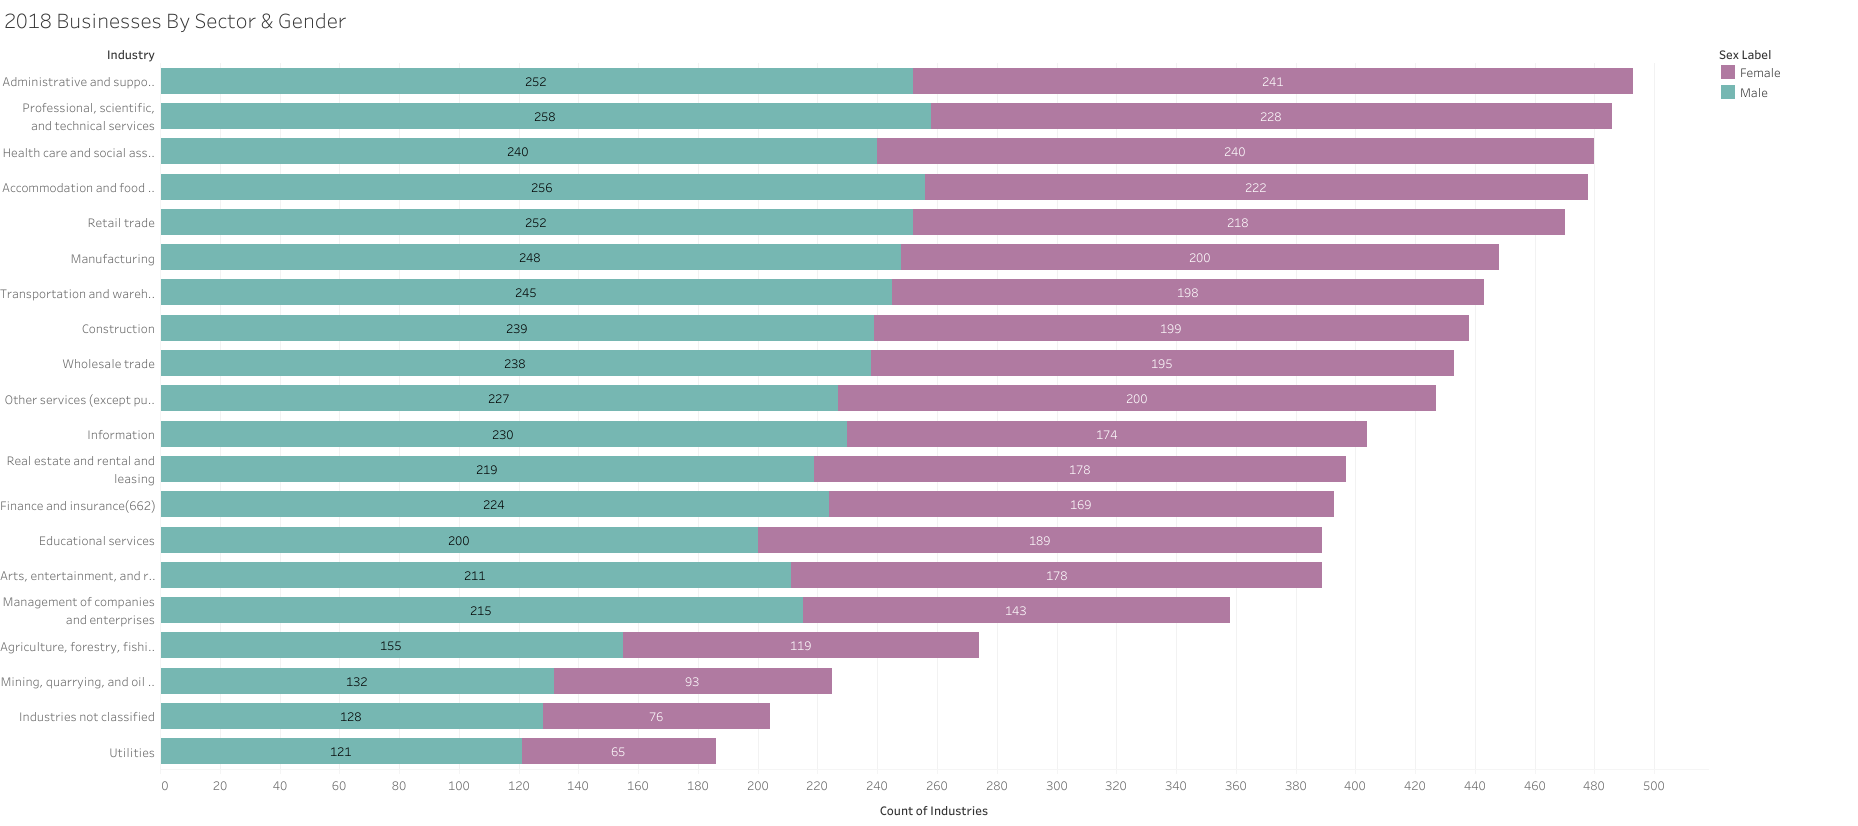 2018 Businesses By Sector & Gender
Industry
Sex Label
Female
Male
Administrative and suppo..
252
241
Professional, scientific,
and technical services
258
228
Health care and social ass..
240
240
Accommodation and food ..
256
222
Retail trade
252
218
Manufacturing
248
200
Transportation and wareh..
245
198
Construction
239
199
Wholesale trade
238
195
Other services (except pu..
227
200
Information
230
174
Real estate and rental and
leasing
219
178
Finance and insurance(662)
224
169
Educational services
200
189
Arts, entertainment, and r..
211
178
Management of companies
and enterprises
215
143
Agriculture, forestry, fishi..
155
119
Mining, quarrying, and oil ..
132
93
Industries not classified
128
76
Utilities
121
65
0 20 40 60 80 100 120 140 160 180 200 220 240 260 280 300 320 340 360 380 400 420 440 460 480 500
Count of Industries